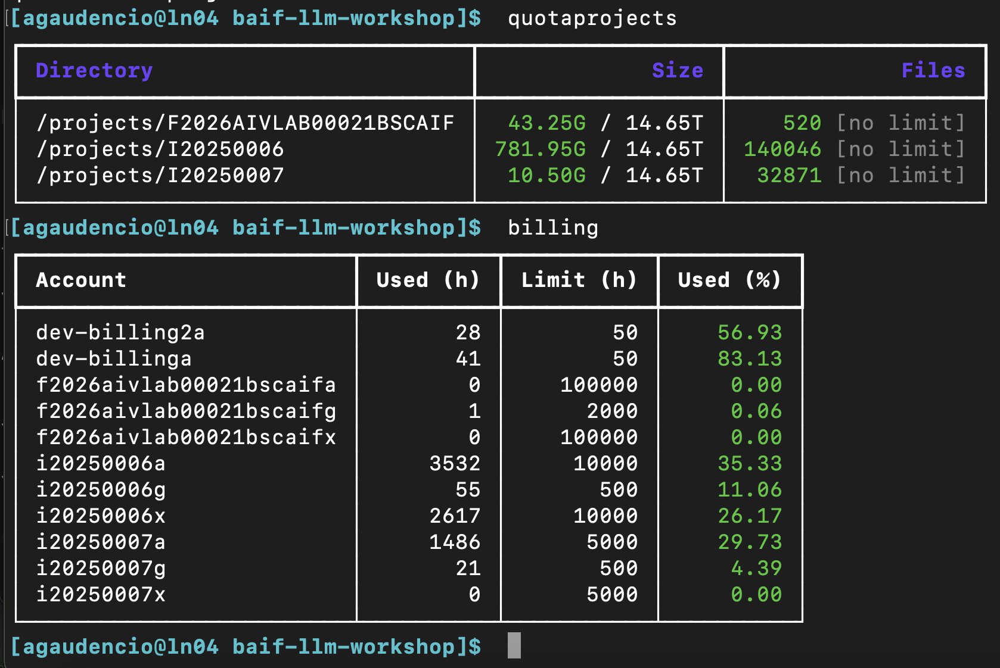 [agaudencio@ln04 baif-llm-workshop]$ quotaprojects
Directory Size Files
/projects/F2026AIVLAB00021BSCAIF 43.25G / 14.65T 520 [no limit]
/projects/I20250006 781.95G / 14.65T 140046 [no limit]
/projects/I20250007 10.50G / 14.65T 32871 [no limit]
[agaudencio@ln04 baif-llm-workshop]$ billing
Account Used (h) Limit (h) Used (%)
dev-billing2a 28 50 56.93
dev-billinga 41 50 83.13
f2026aivlab00021bscaifa 0 100000 0.00
f2026aivlab00021bscaifg 1 2000 0.06
f2026aivlab00021bscaifx 0 100000 0.00
i20250006a 3532 10000 35.33
i20250006g 55 500 11.06
i20250006x 2617 10000 26.17
i20250007a 1486 5000 29.73
i20250007g 21 500 4.39
i20250007x 0 5000 0.00
[agaudencio@ln04 baif-llm-workshop]$